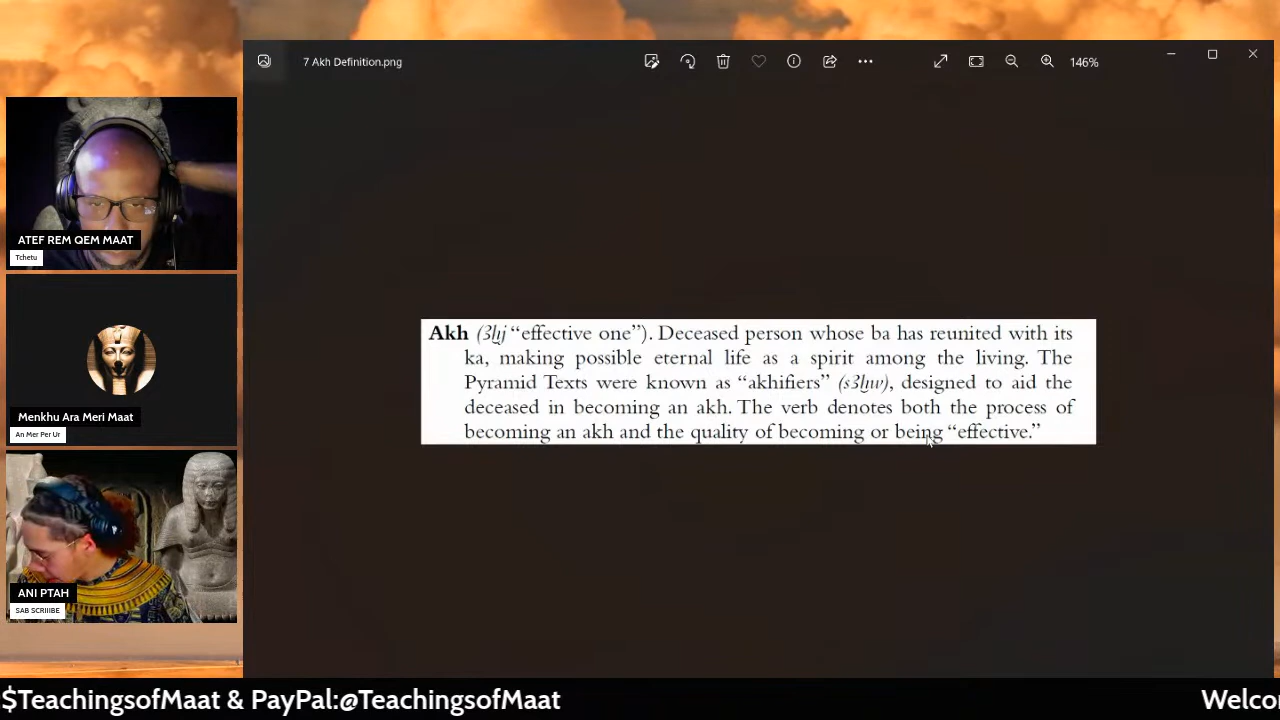 7 Akh Definition.png
146%
ATEF REM QEM MAAT
Tchetu
Menkhu Ara Meri Maat
An Mer Per Ur
ANI PTAH
SAB SCRIIIBE
Akh (ꜣḫj “effective one”). Deceased person whose ba has reunited with its
ka, making possible eternal life as a spirit among the living. The
Pyramid Texts were known as “akhifiers” (sꜣḫw), designed to aid the
deceased in becoming an akh. The verb denotes both the process of
becoming an akh and the quality of becoming or being “effective.”
$TeachingsofMaat & PayPal:@TeachingsofMaat
Welco